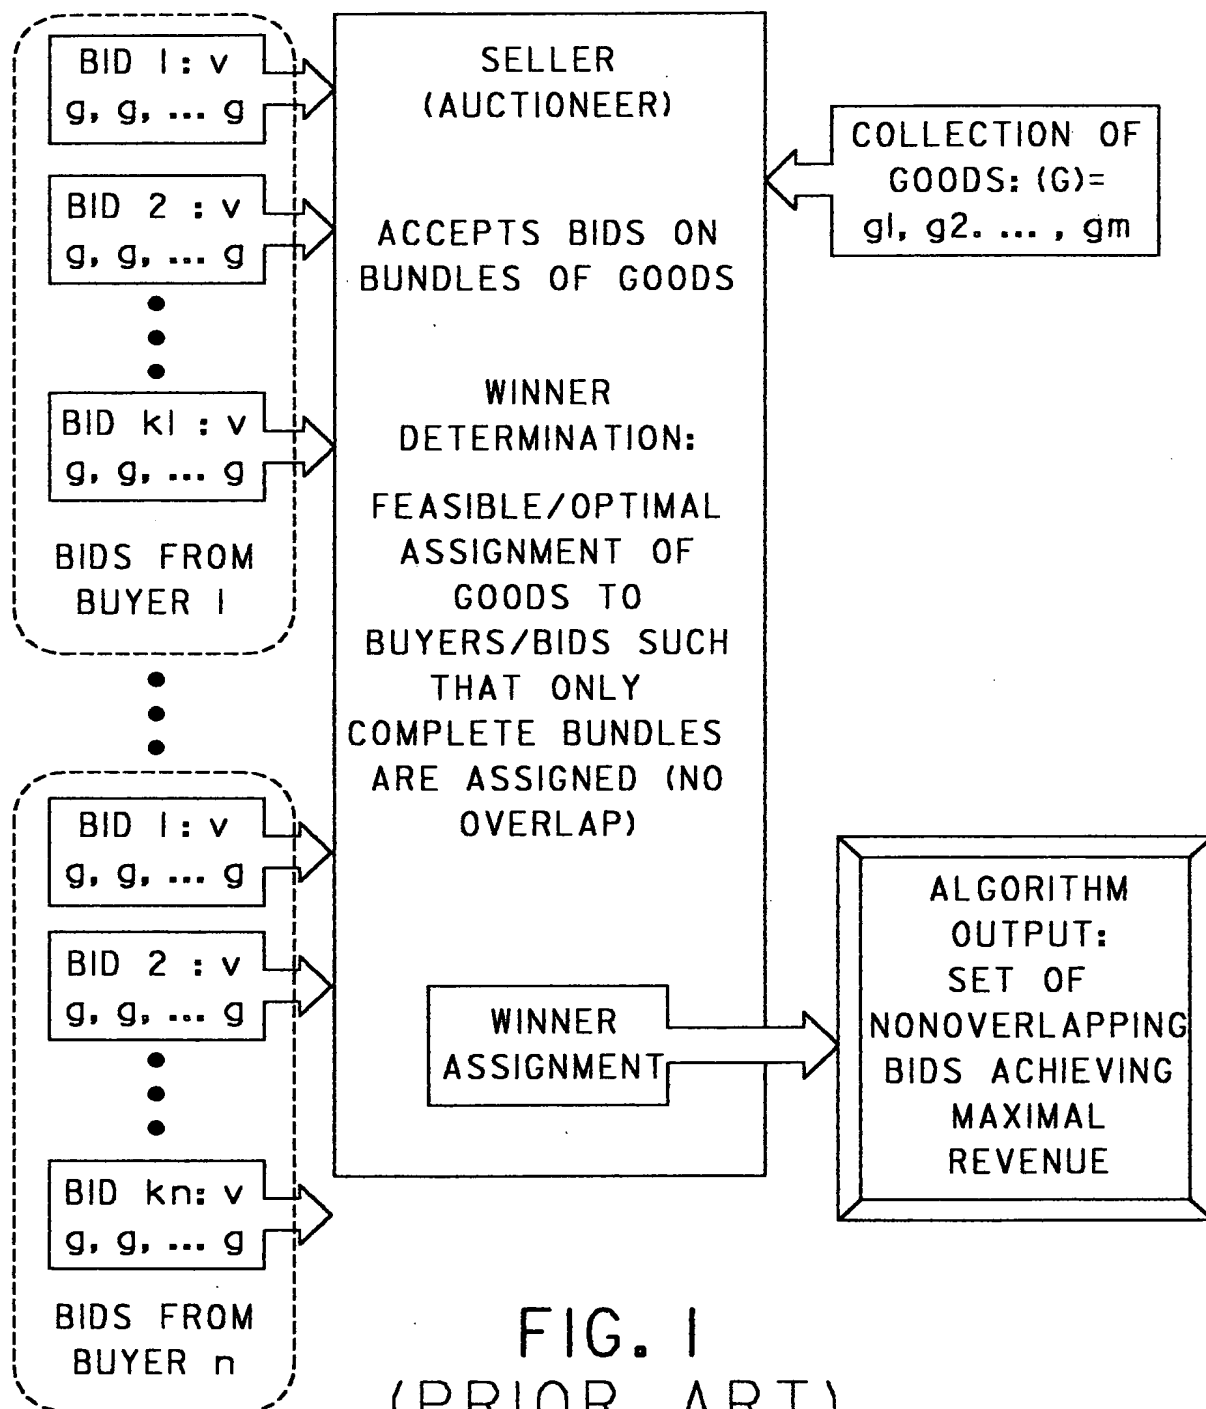 BID 1: v
g, g, ... g
BID 2 : v
g, g, ... g
BID k1 : v
g, g, ... g
BIDS FROM
BUYER 1
BID 1: v
g, g, ... g
BID 2 : v
g, g, ... g
BID kn: v
g, g, ... g
BIDS FROM
BUYER n
SELLER
(AUCTIONEER)
ACCEPTS BIDS ON
BUNDLES OF GOODS
WINNER
DETERMINATION:
FEASIBLE/OPTIMAL
ASSIGNMENT OF
GOODS TO
BUYERS/BIDS SUCH
THAT ONLY
COMPLETE BUNDLES
ARE ASSIGNED (NO
OVERLAP)
WINNER
ASSIGNMENT
COLLECTION OF
GOODS: (G)=
g1, g2. ... , gm
ALGORITHM
OUTPUT:
SET OF
NONOVERLAPPING
BIDS ACHIEVING
MAXIMAL
REVENUE
FIG. 1
(PRIOR ART)